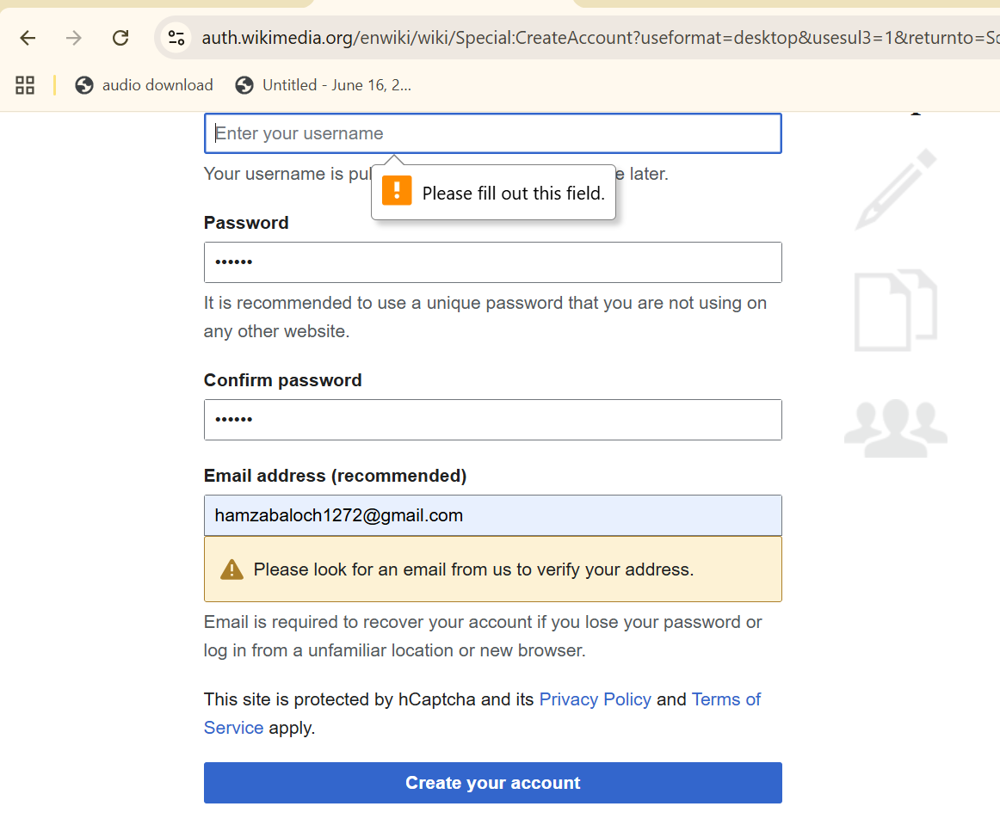 auth.wikimedia.org/enwiki/wiki/Special:CreateAccount?useformat=desktop&usesul3=1&returnto=
audio download
Untitled - June 16, 2...
Enter your username
Your username is
e later.
Please fill out this field.
Password
••••••
It is recommended to use a unique password that you are not using on
any other website.
Confirm password
••••••
Email address (recommended)
hamzabaloch1272@gmail.com
Please look for an email from us to verify your address.
Email is required to recover your account if you lose your password or
log in from a unfamiliar location or new browser.
This site is protected by hCaptcha and its Privacy Policy and Terms of
Service apply.
Create your account